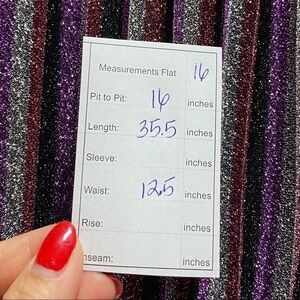 Measurements Flat 16
Pit to Pit: 16 inches
Length: 35.5 inches
Sleeve: inches
Waist: 12.5 inches
Rise: inches
nseam: inches